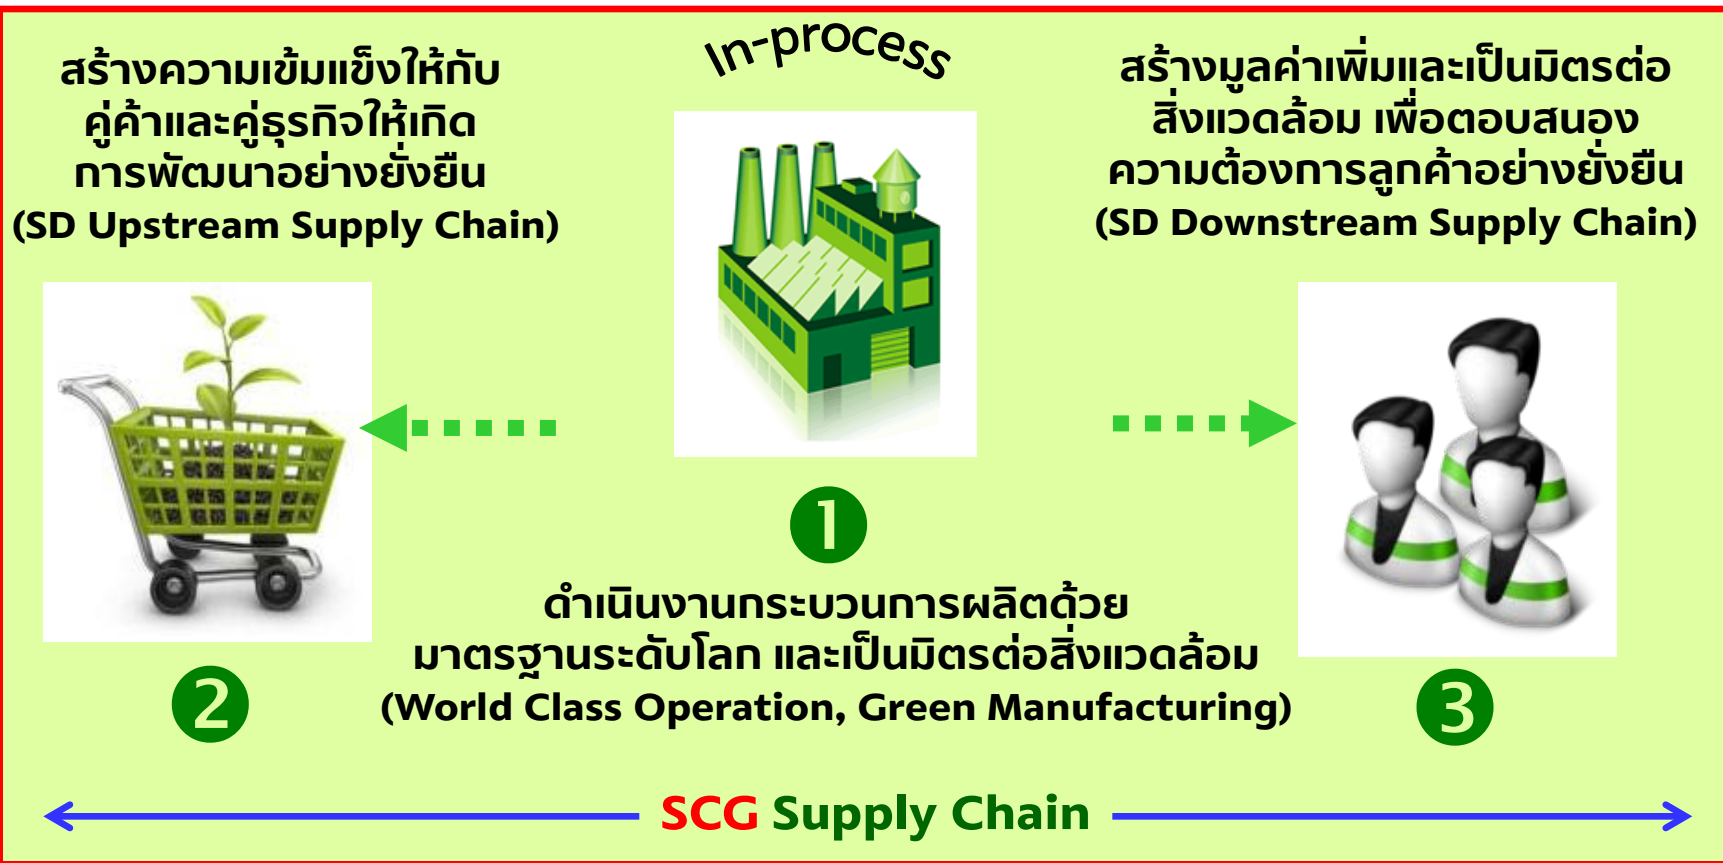 In-process
สร้างความเข้มแข็งให้กับ
คู่ค้าและคู่ธุรกิจให้เกิด
การพัฒนาอย่างยั่งยืน
(SD Upstream Supply Chain)
สร้างมูลค่าเพิ่มและเป็นมิตรต่อ
สิ่งแวดล้อม เพื่อตอบสนอง
ความต้องการลูกค้าอย่างยั่งยืน
(SD Downstream Supply Chain)
1
ดำเนินงานกระบวนการผลิตด้วย
มาตรฐานระดับโลก และเป็นมิตรต่อสิ่งแวดล้อม
(World Class Operation, Green Manufacturing)
2
3
SCG Supply Chain